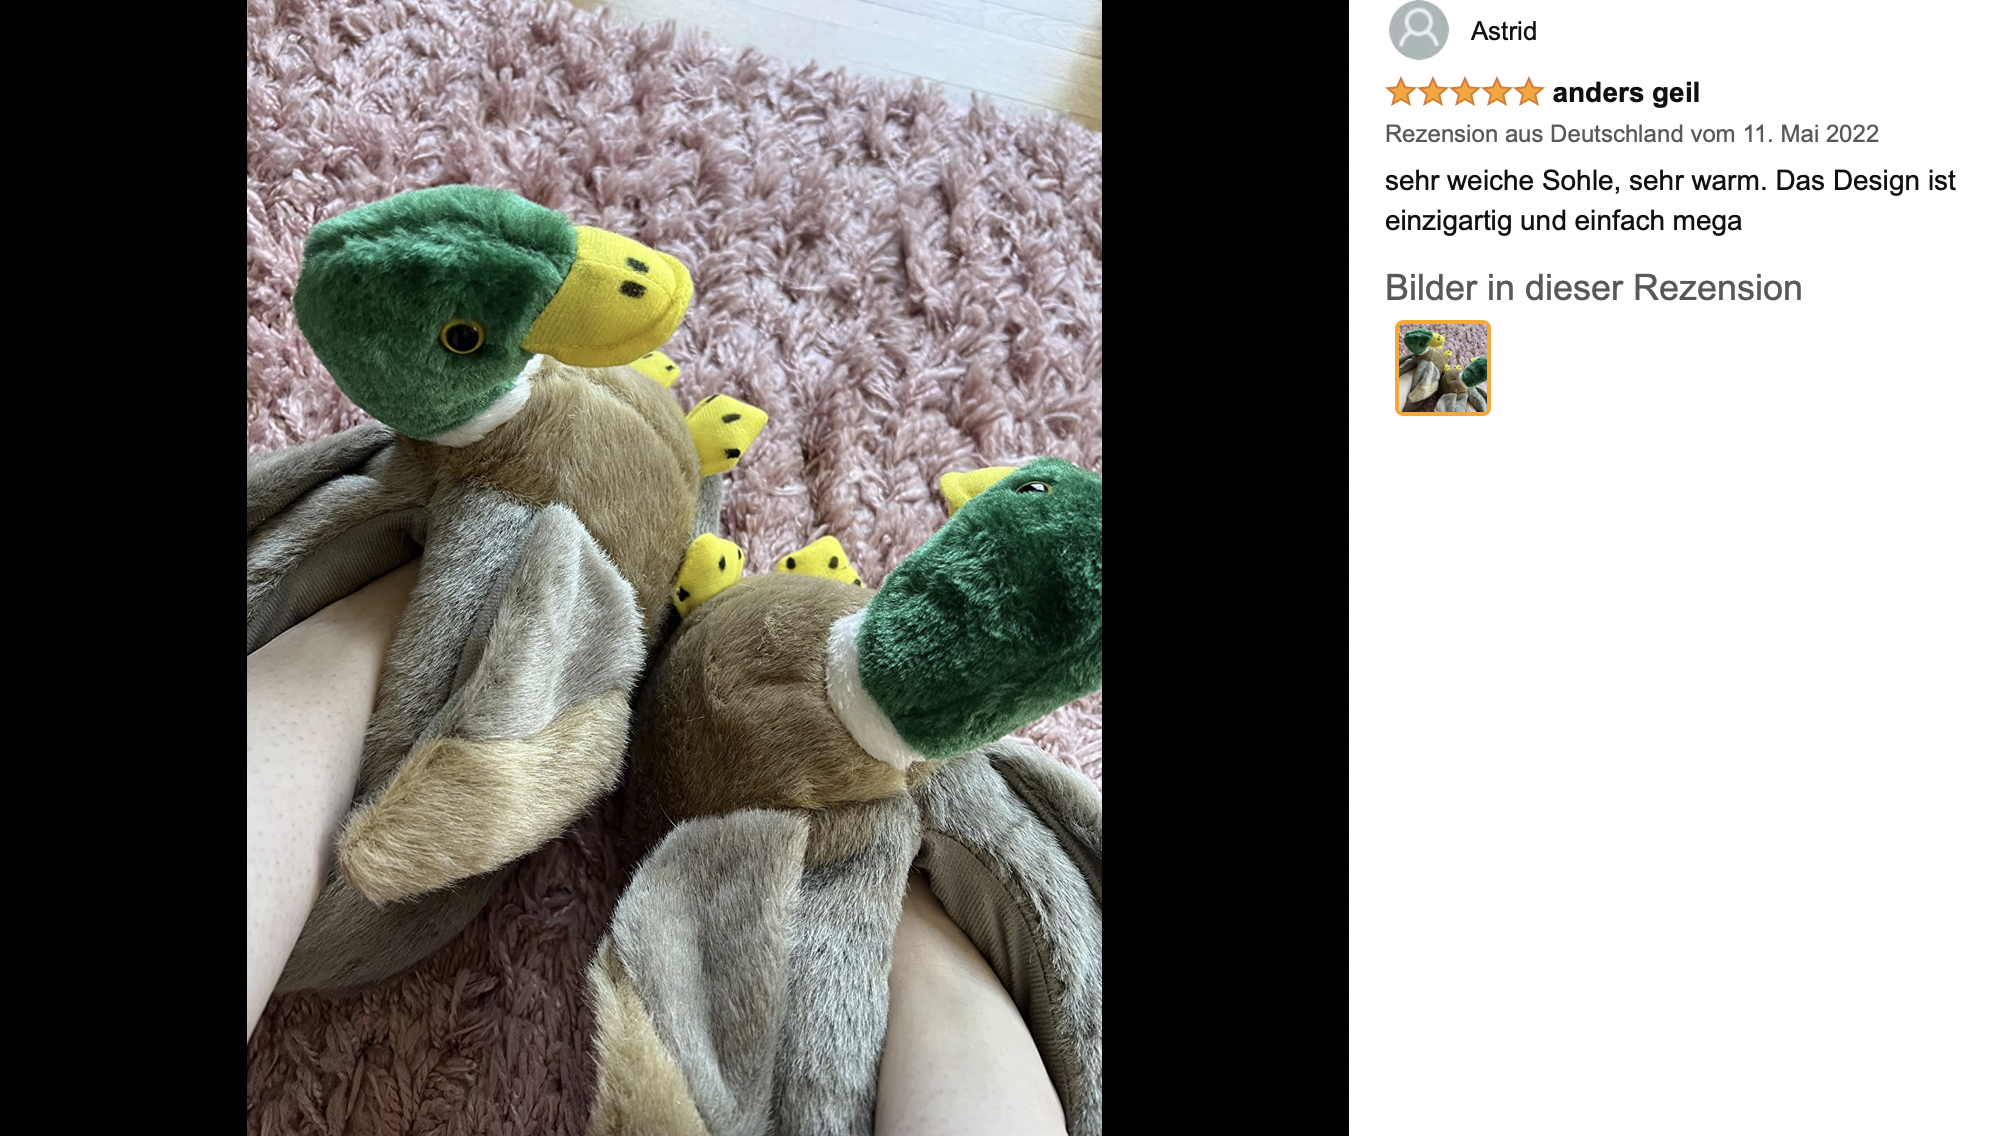 Astrid
anders geil
Rezension aus Deutschland vom 11. Mai 2022
sehr weiche Sohle, sehr warm. Das Design ist
einzigartig und einfach mega
Bilder in dieser Rezension